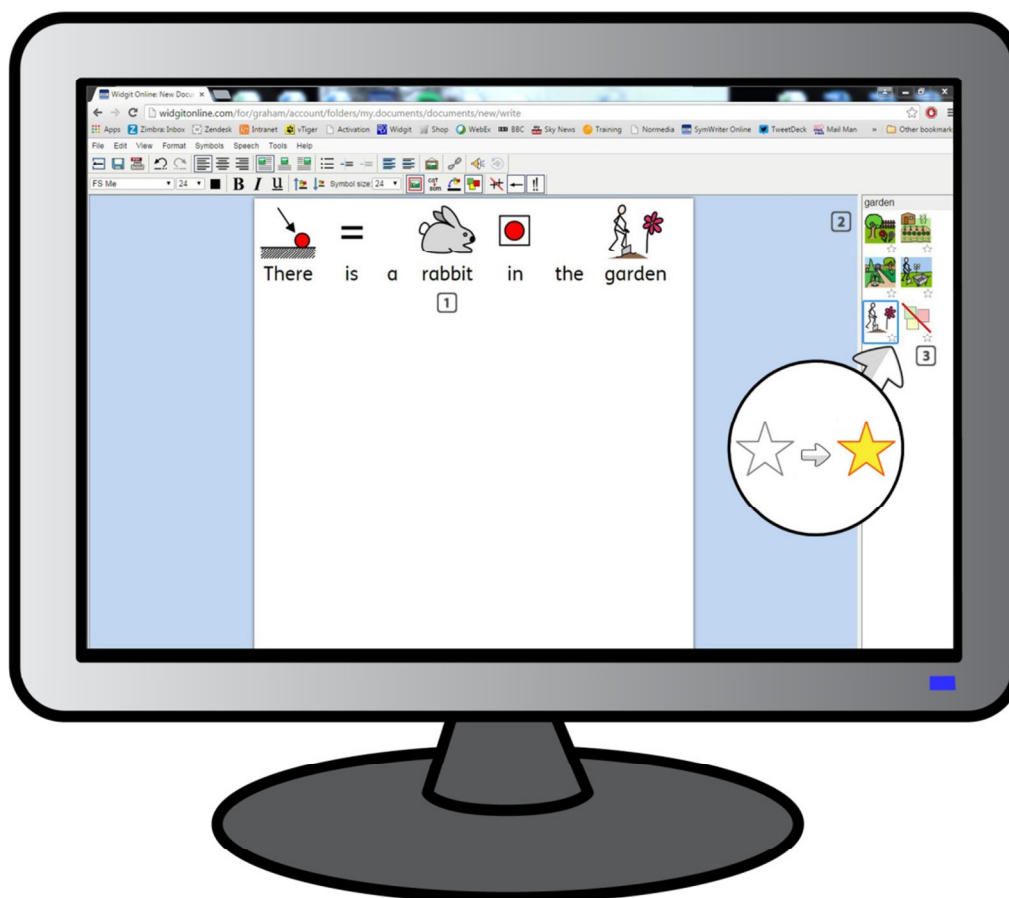 Widgit Online: New Docu
widgitonline.com/for/graham/account/folders/my.documents/documents/new/write
Apps Zimbra: Inbox Zendesk Intranet vTiger Activation Widgit Shop WebEx BBC Sky News Training Normedia SymWriter Online TweetDeck Mail Man » Other bookmark
File Edit View Format Symbols Speech Tools Help
FS Me 24 B I U Symbol size: 24
garden
2
There is a rabbit in the garden
1
3